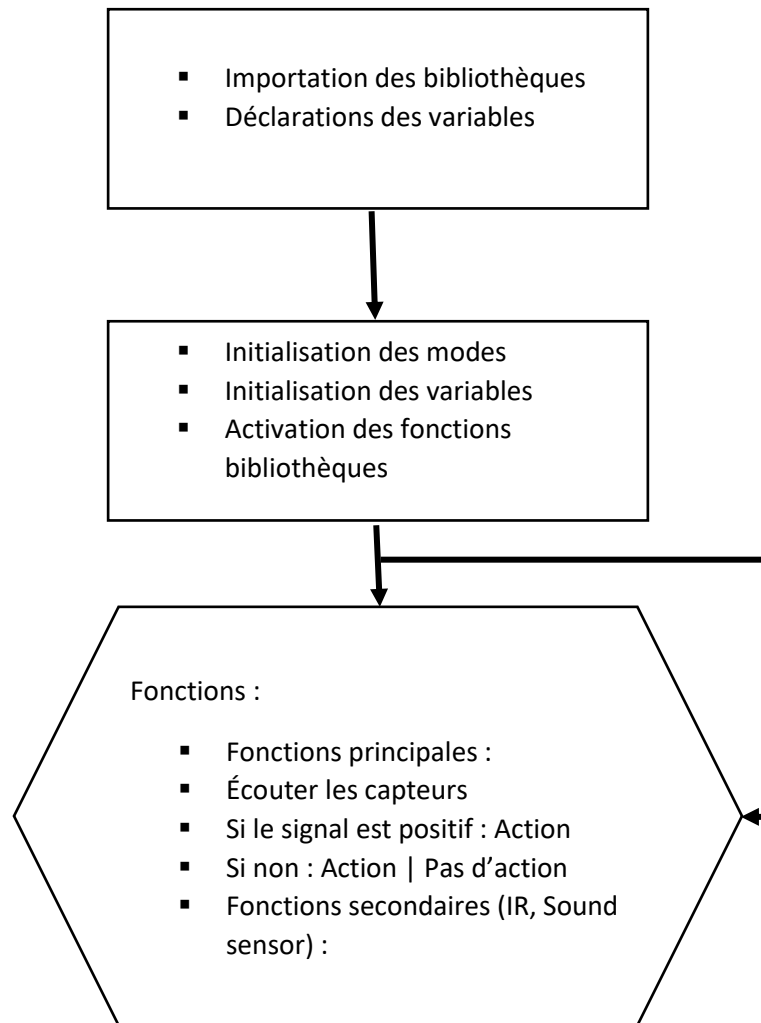 ▪ Importation des bibliothèques
▪ Déclarations des variables
▪ Initialisation des modes
▪ Initialisation des variables
▪ Activation des fonctions
bibliothèques
Fonctions :
▪ Fonctions principales :
▪ Écouter les capteurs
▪ Si le signal est positif : Action
▪ Si non : Action | Pas d’action
▪ Fonctions secondaires (IR, Sound
sensor) :